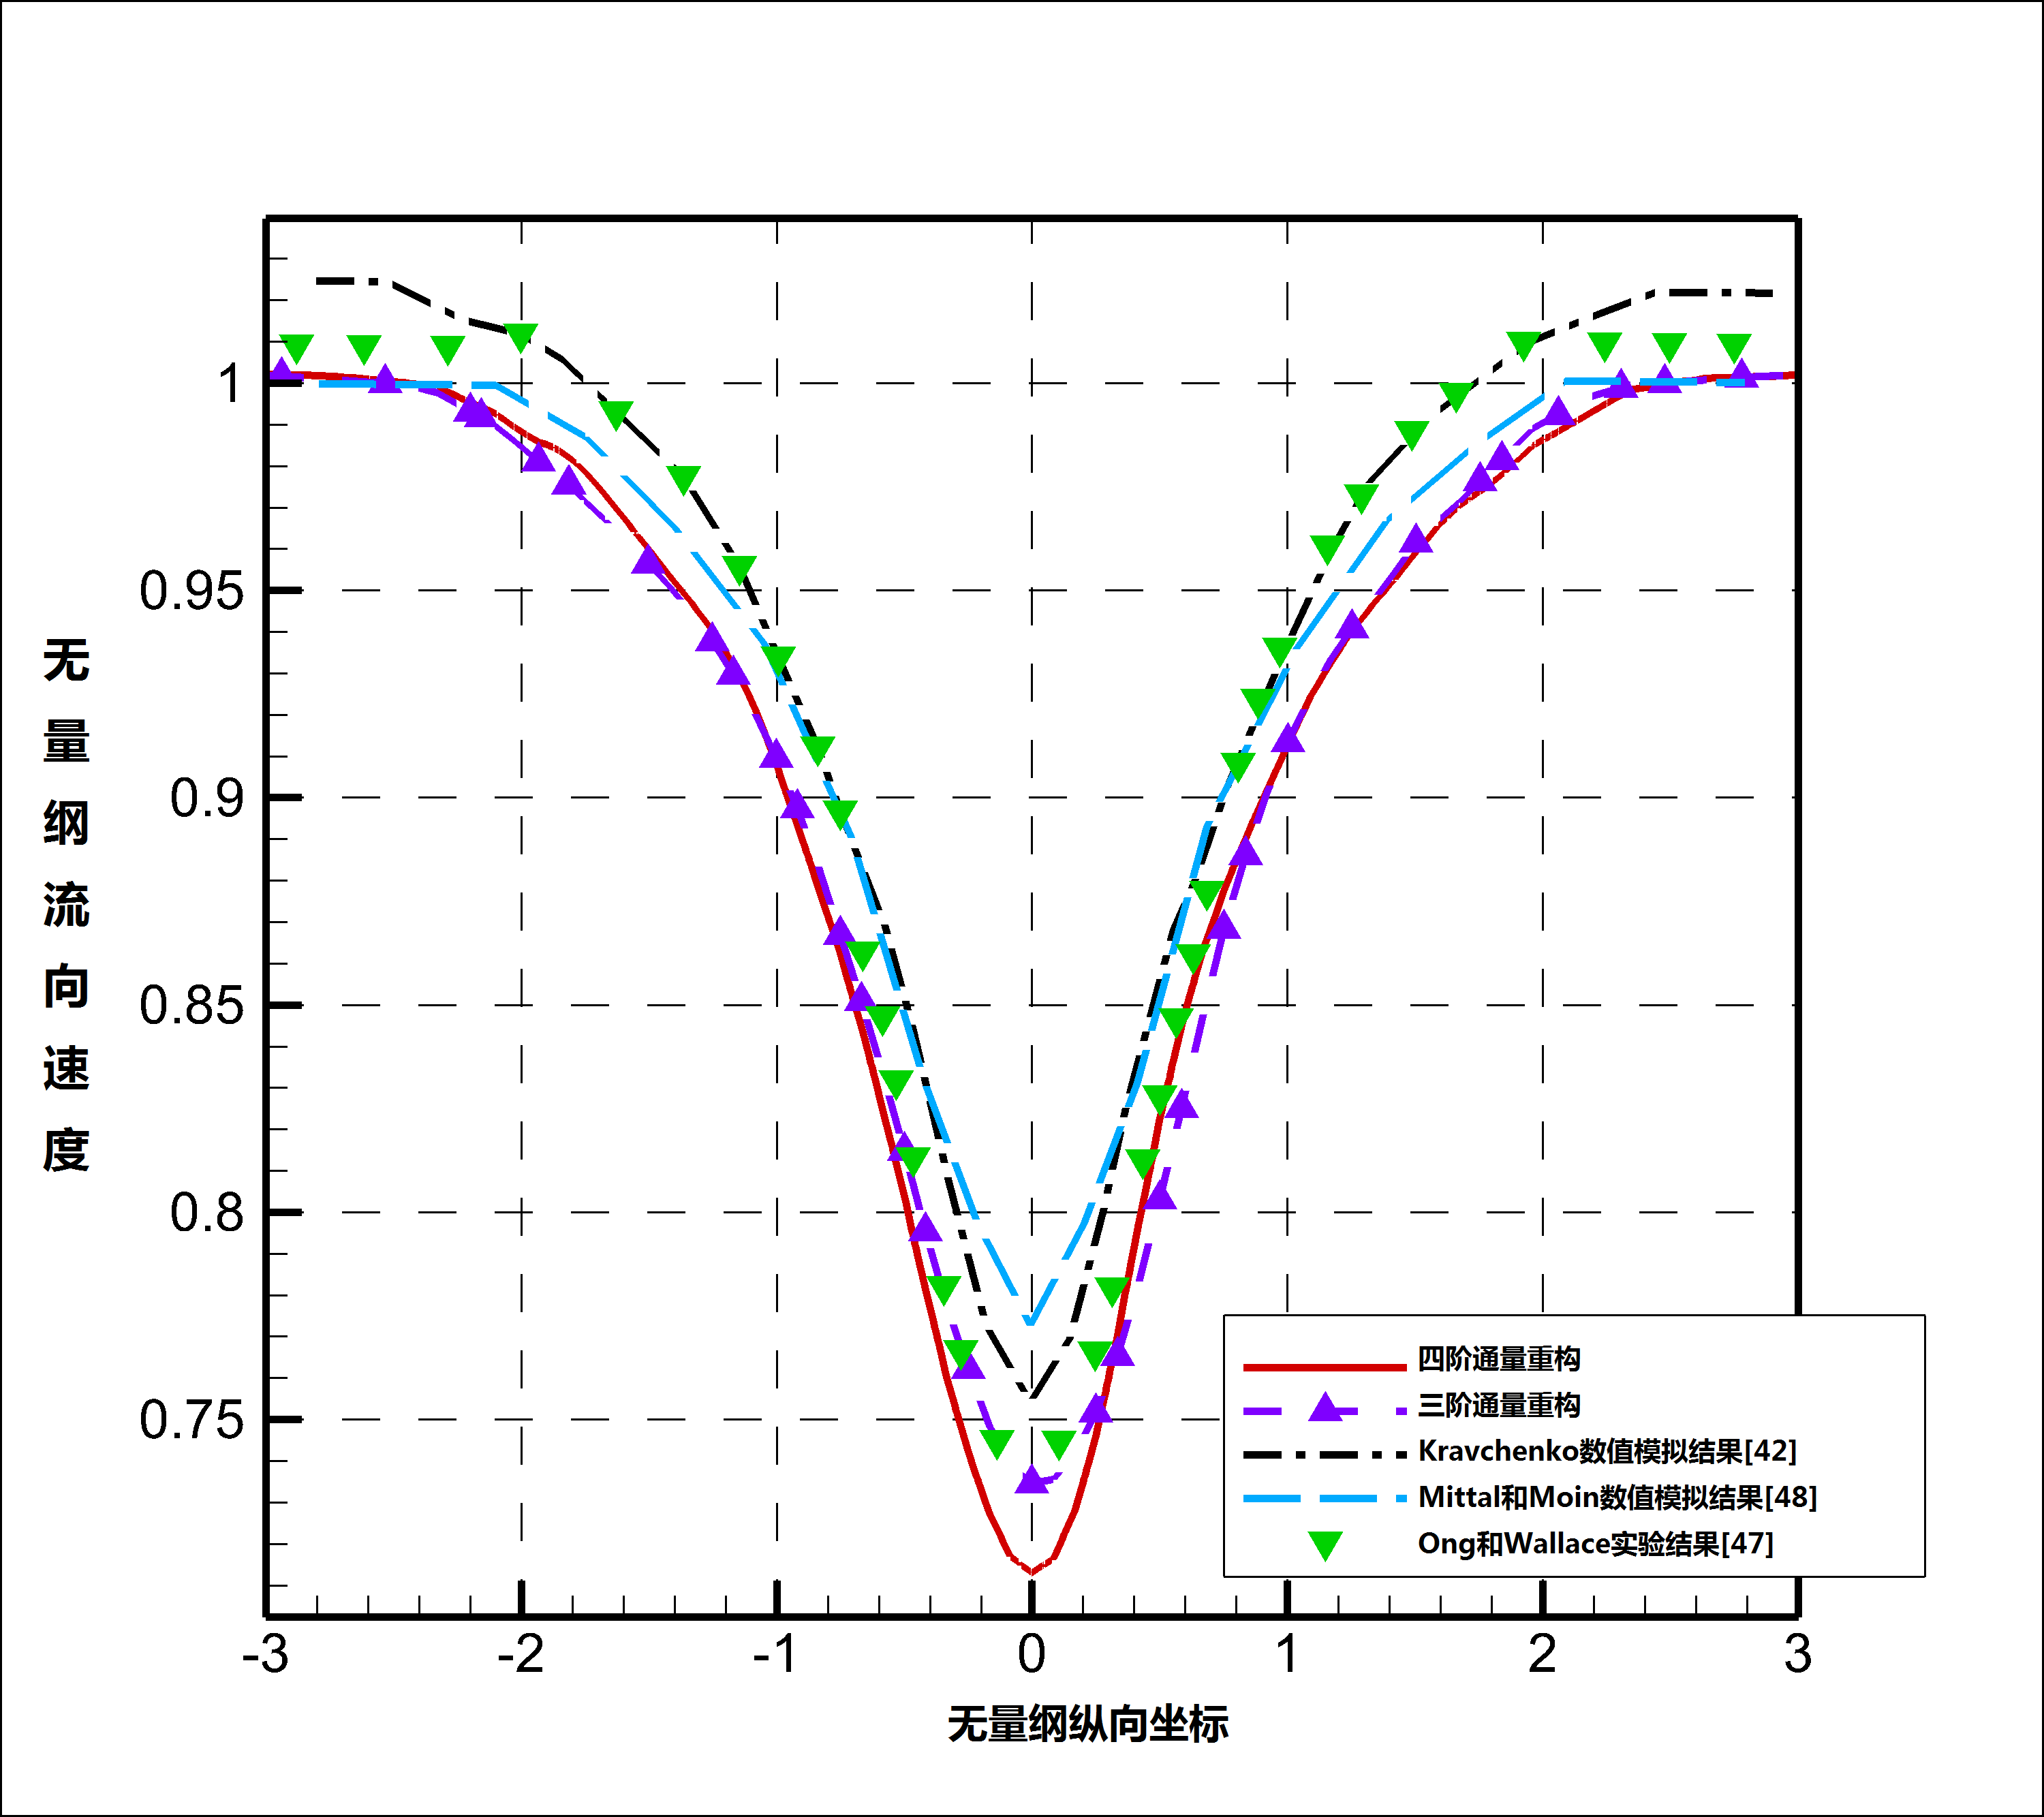 1
0.95
0.9
0.85
0.8
0.75
无量纲流向速度
-3
-2
-1
0
1
2
3
无量纲纵向坐标
四阶通量重构
三阶通量重构
Kravchenko数值模拟结果[42]
Mittal和Moin数值模拟结果[48]
Ong和Wallace实验结果[47]